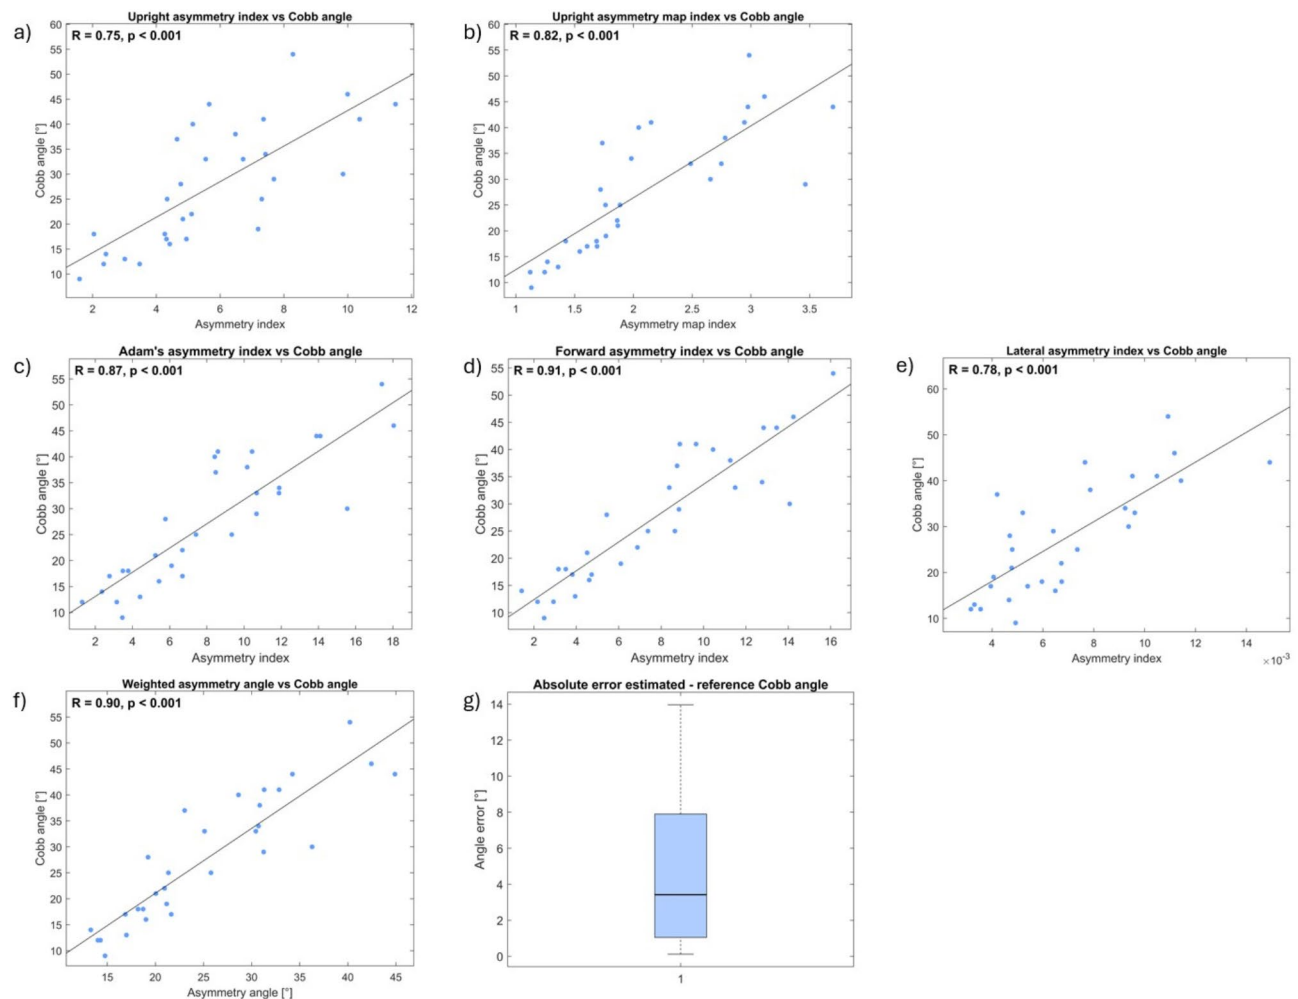 a)
Upright asymmetry index vs Cobb angle
R = 0.75, p < 0.001
Cobb angle [°]
60
55
50
45
40
35
30
25
20
15
10
2 4 6 8 10 12
Asymmetry index
b)
Upright asymmetry map index vs Cobb angle
R = 0.82, p < 0.001
Cobb angle [°]
60
55
50
45
40
35
30
25
20
15
10
1 1.5 2 2.5 3 3.5
Asymmetry map index
c)
Adam's asymmetry index vs Cobb angle
R = 0.87, p < 0.001
Cobb angle [°]
55
50
45
40
35
30
25
20
15
10
2 4 6 8 10 12 14 16 18
Asymmetry index
d)
Forward asymmetry index vs Cobb angle
R = 0.91, p < 0.001
Cobb angle [°]
55
50
45
40
35
30
25
20
15
10
2 4 6 8 10 12 14 16
Asymmetry index
e)
Lateral asymmetry index vs Cobb angle
R = 0.78, p < 0.001
Cobb angle [°]
60
50
40
30
20
10
4 6 8 10 12 14
Asymmetry index
×10⁻³
f)
Weighted asymmetry angle vs Cobb angle
R = 0.90, p < 0.001
Cobb angle [°]
55
50
45
40
35
30
25
20
15
10
15 20 25 30 35 40 45
Asymmetry angle [°]
g)
Absolute error estimated - reference Cobb angle
Angle error [°]
14
12
10
8
6
4
2
0
1